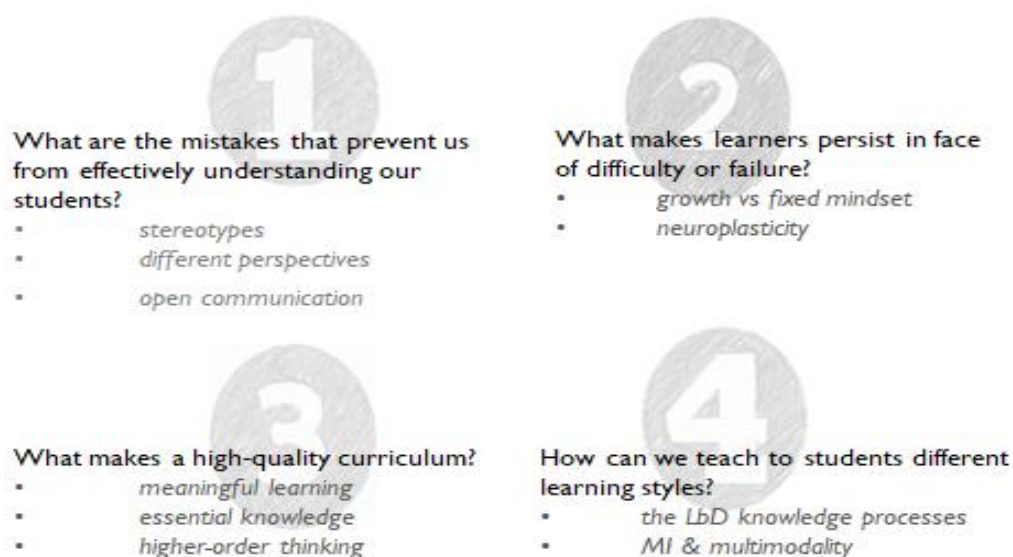 1
What are the mistakes that prevent us
from effectively understanding our
students?
▪ stereotypes
▪ different perspectives
▪ open communication
2
What makes learners persist in face
of difficulty or failure?
▪ growth vs fixed mindset
▪ neuroplasticity
3
What makes a high-quality curriculum?
▪ meaningful learning
▪ essential knowledge
▪ higher-order thinking
4
How can we teach to students different
learning styles?
▪ the LbD knowledge processes
▪ MI & multimodality